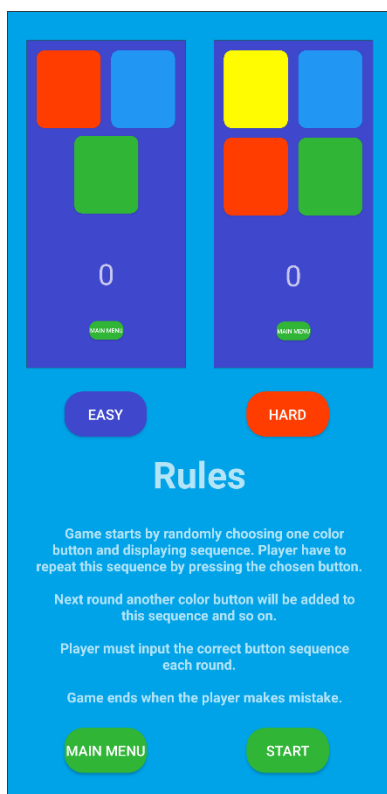 0
0
MAIN MENU
MAIN MENU
EASY
HARD
Rules
Game starts by randomly choosing one color
button and displaying sequence. Player have to
repeat this sequence by pressing the chosen button.
Next round another color button will be added to
this sequence and so on.
Player must input the correct button sequence
each round.
Game ends when the player makes mistake.
MAIN MENU
START